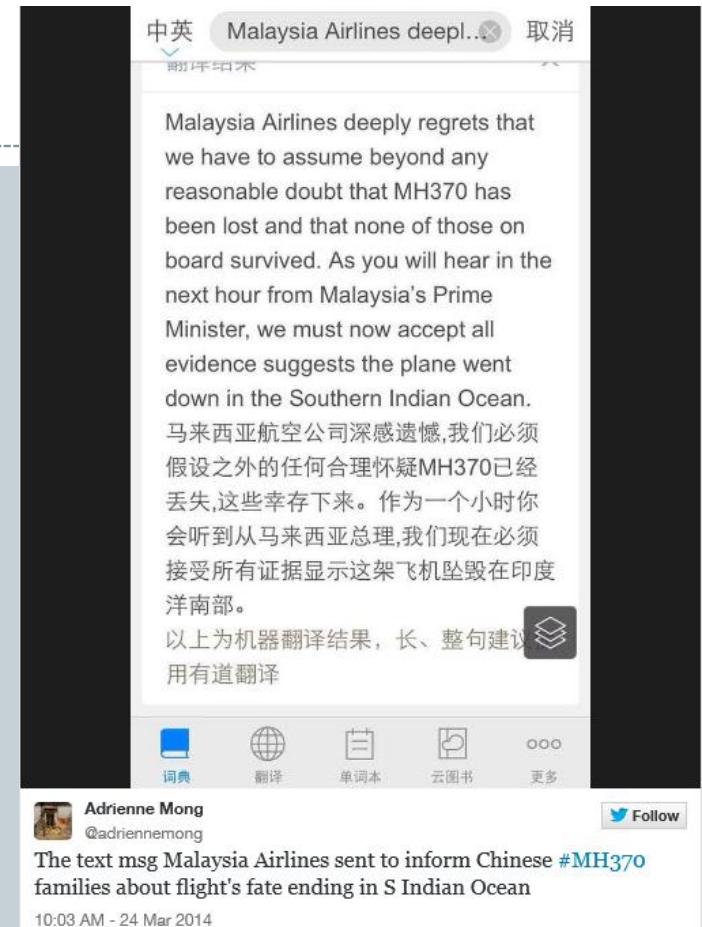 中英 Malaysia Airlines deepl... 取消
翻译结果
Malaysia Airlines deeply regrets that
we have to assume beyond any
reasonable doubt that MH370 has
been lost and that none of those on
board survived. As you will hear in the
next hour from Malaysia's Prime
Minister, we must now accept all
evidence suggests the plane went
down in the Southern Indian Ocean.
马来西亚航空公司深感遗憾,我们必须
假设之外的任何合理怀疑MH370已经
丢失,这些幸存下来。作为一个小时你
会听到从马来西亚总理,我们现在必须
接受所有证据显示这架飞机坠毁在印度
洋南部。
以上为机器翻译结果，长、整句建议
用有道翻译
词典 翻译 单词本 云图书 更多
Adrienne Mong
@adriennemong
Follow
The text msg Malaysia Airlines sent to inform Chinese #MH370
families about flight's fate ending in S Indian Ocean
10:03 AM - 24 Mar 2014